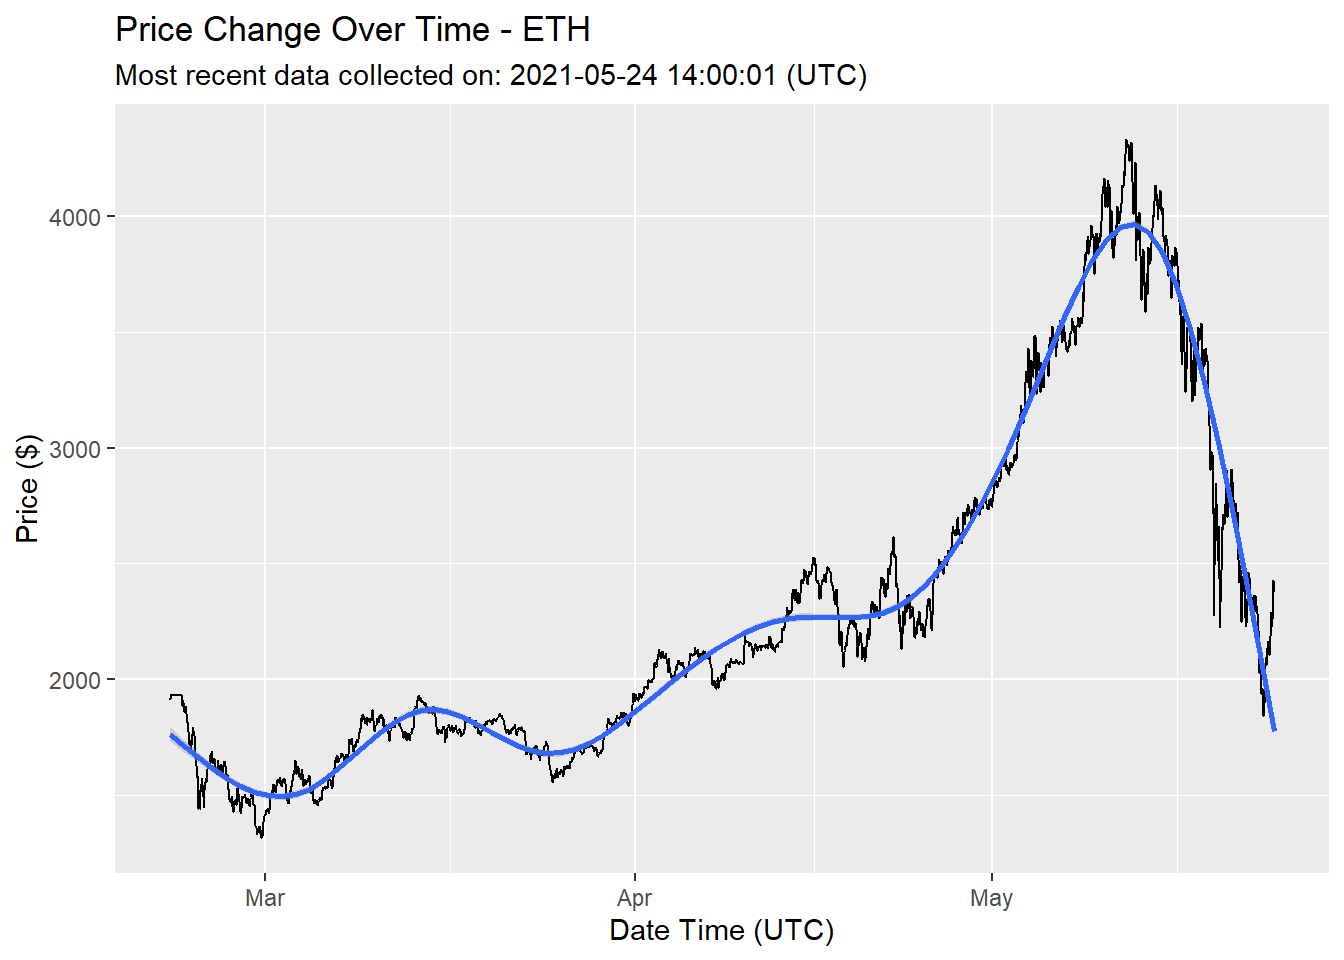 Price Change Over Time - ETH
Most recent data collected on: 2021-05-24 14:00:01 (UTC)
4000
3000
2000
Price ($)
Mar
Apr
May
Date Time (UTC)